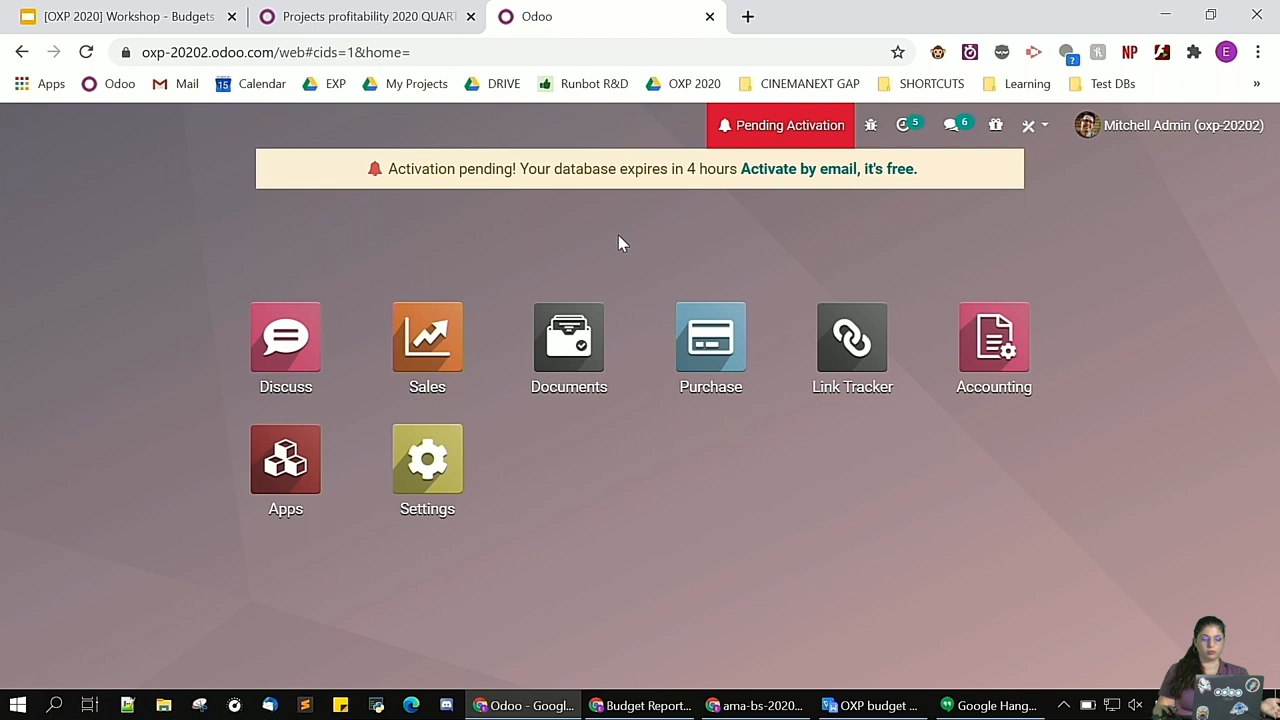 [OXP 2020] Workshop - Budgets
Projects profitability 2020 QUART
Odoo
oxp-20202.odoo.com/web#cids=1&home=
Apps
Odoo
Mail
Calendar
EXP
My Projects
DRIVE
Runbot R&D
OXP 2020
CINEMANEXT GAP
SHORTCUTS
Learning
Test DBs
»
Pending Activation
5
6
Mitchell Admin (oxp-20202)
Activation pending! Your database expires in 4 hours Activate by email, it's free.
Discuss
Sales
Documents
Purchase
Link Tracker
Accounting
Apps
Settings
odoo
Odoo - Googl...
Budget Report...
ama-bs-2020...
OXP budget ...
Google Hang...